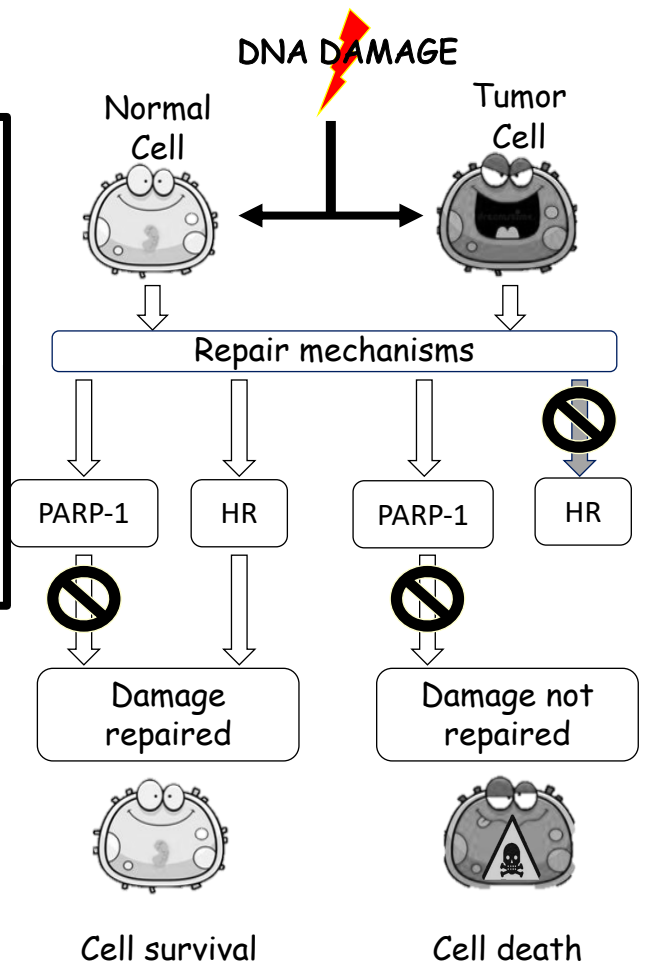 DNA DAMAGE
Normal
Cell
Tumor
Cell
Repair mechanisms
PARP-1
HR
PARP-1
HR
Damage
repaired
Damage not
repaired
Cell survival
Cell death